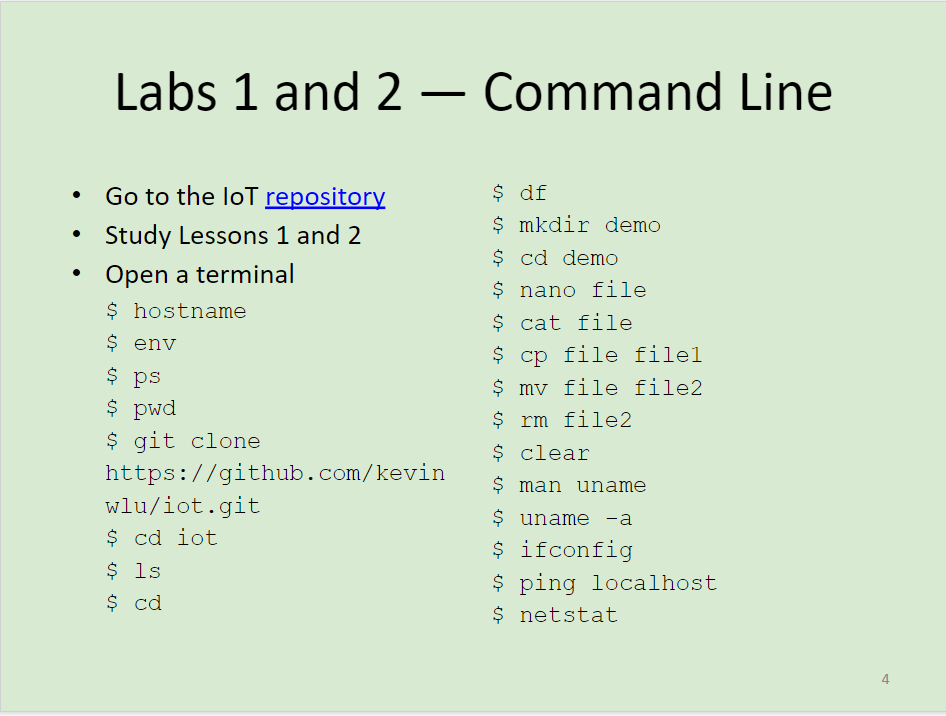 Labs 1 and 2 — Command Line
• Go to the IoT repository
• Study Lessons 1 and 2
• Open a terminal
$ hostname
$ env
$ ps
$ pwd
$ git clone
https://github.com/kevin
wlu/iot.git
$ cd iot
$ ls
$ cd
$ df
$ mkdir demo
$ cd demo
$ nano file
$ cat file
$ cp file file1
$ mv file file2
$ rm file2
$ clear
$ man uname
$ uname –a
$ ifconfig
$ ping localhost
$ netstat
4